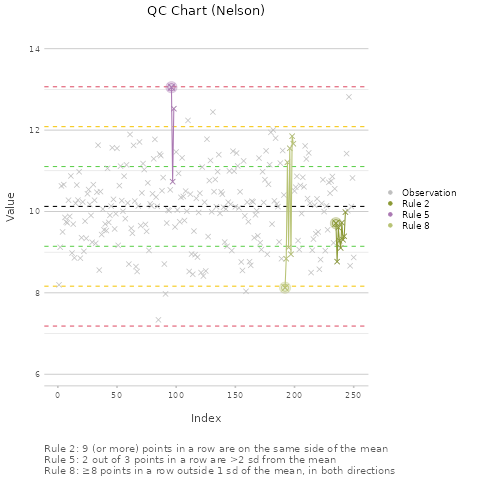 QC Chart (Nelson)
14
12
10
8
6
Value
0
50
100
150
200
250
Index
Observation
Rule 2
Rule 5
Rule 8
Rule 2: 9 (or more) points in a row are on the same side of the mean
Rule 5: 2 out of 3 points in a row are >2 sd from the mean
Rule 8: ≥8 points in a row outside 1 sd of the mean, in both directions